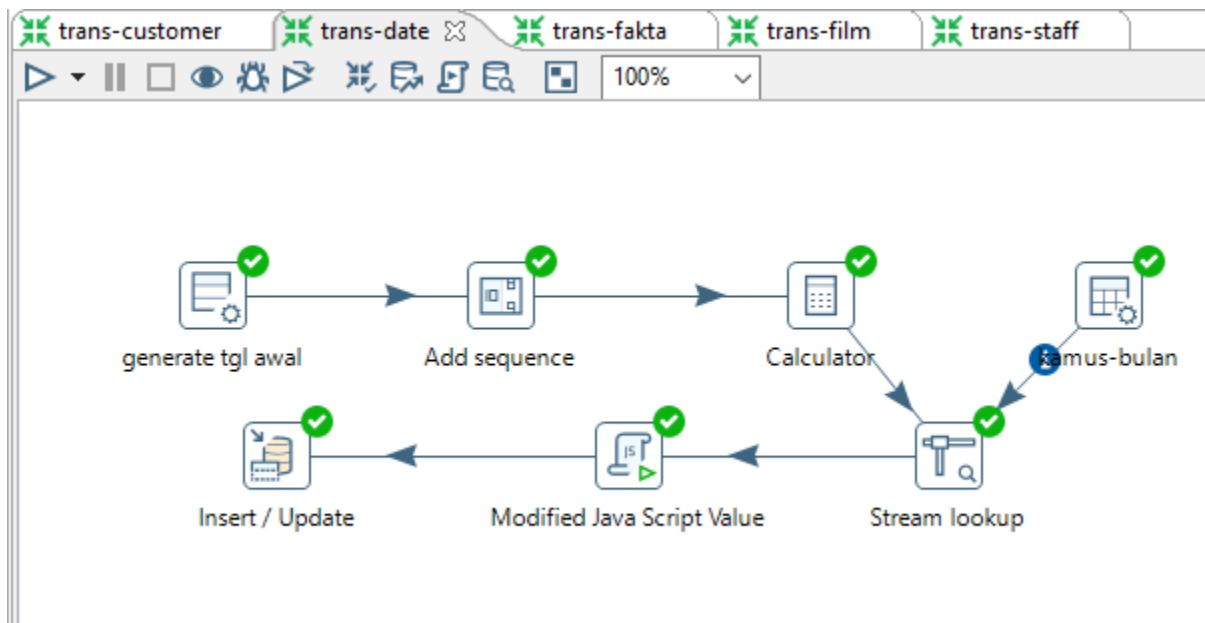 trans-customer
trans-date
trans-fakta
trans-film
trans-staff
100%
generate tgl awal
Add sequence
Calculator
kamus-bulan
Insert / Update
Modified Java Script Value
Stream lookup